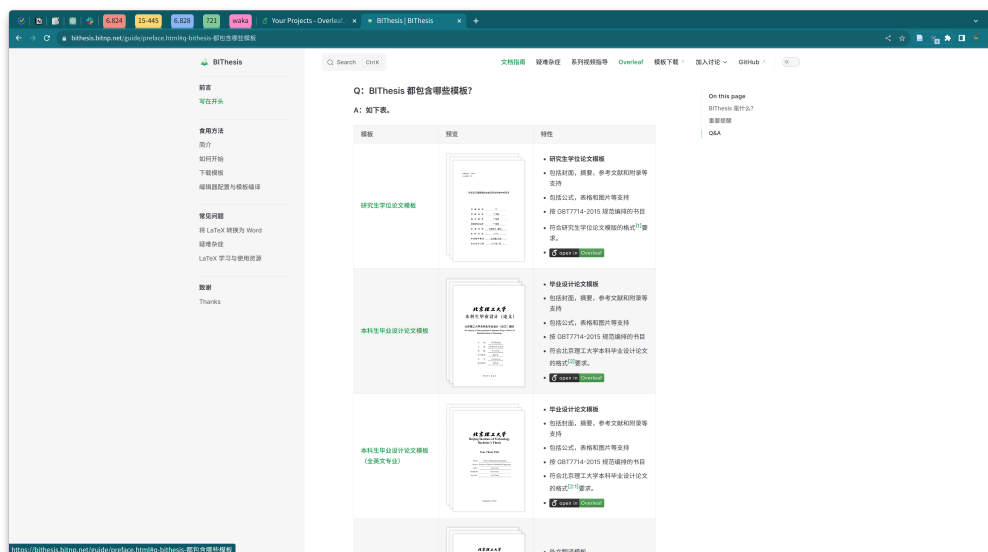 6.824
15-445
6.828
721
waka
Your Projects - Overleaf,
BIThesis | BIThesis
bithesis.bitnp.net/guide/preface.html#q-bithesis-都包含哪些模板
BIThesis
Search Ctrl K
文档指南 疑难杂症 系列视频指导 Overleaf 模板下载 加入讨论 GitHub
前言
写在开头
食用方法
简介
如何开始
下载模板
编辑器配置与模板编译
常见问题
将 LaTeX 转换为 Word
疑难杂症
LaTeX 学习与使用资源
致谢
Thanks
Q：BIThesis 都包含哪些模板？
A：如下表。
模板 预览 特性
研究生学位论文模板
研究生学位论文模板
包括封面，摘要，参考文献和附录等
支持
包括公式，表格和图片等支持
按 GBT7714-2015 规范编排的书目
符合研究生学位论文模版的格式[1]要
求。
open in Overleaf
本科生毕业设计论文模板
北京理工大学
本科生毕业设计（论文）
毕业设计论文模板
包括封面，摘要，参考文献和附录等
支持
包括公式，表格和图片等支持
按 GBT7714-2015 规范编排的书目
符合北京理工大学本科毕业设计论文
的格式[2]要求。
open in Overleaf
本科生毕业设计论文模板
（全英文专业）
北京理工大学
Beijing Institute of Technology
Bachelor's Thesis
毕业设计论文模板
包括封面，摘要，参考文献和附录等
支持
包括公式，表格和图片等支持
按 GBT7714-2015 规范编排的书目
符合北京理工大学本科毕业设计论文
的格式[2:1]要求。
open in Overleaf
北京理工大学
外文翻译模板
On this page
BIThesis 是什么？
重要提醒
Q&A
https://bithesis.bitnp.net/guide/preface.html#q-bithesis-都包含哪些模板